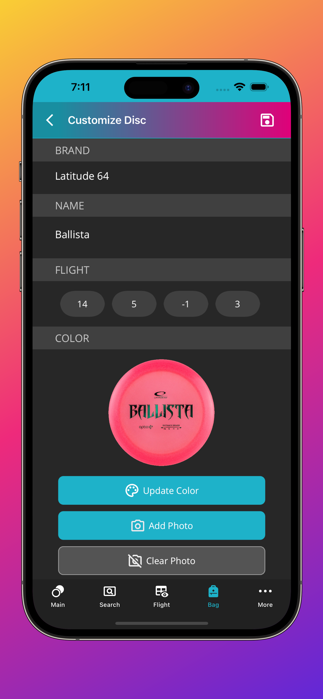 7:11
Customize Disc
BRAND
Latitude 64
NAME
Ballista
FLIGHT
14 5 -1 3
COLOR
BALLISTA
Update Color
Add Photo
Clear Photo
Main Search Flight Bag More